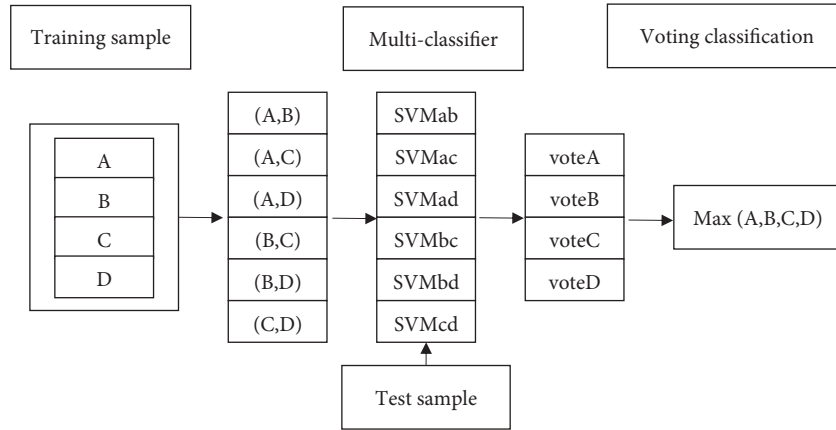 Training sample
Multi-classifier
Voting classification
A
B
C
D
(A,B)
(A,C)
(A,D)
(B,C)
(B,D)
(C,D)
SVMab
SVMac
SVMad
SVMbc
SVMbd
SVMcd
voteA
voteB
voteC
voteD
Max (A,B,C,D)
Test sample